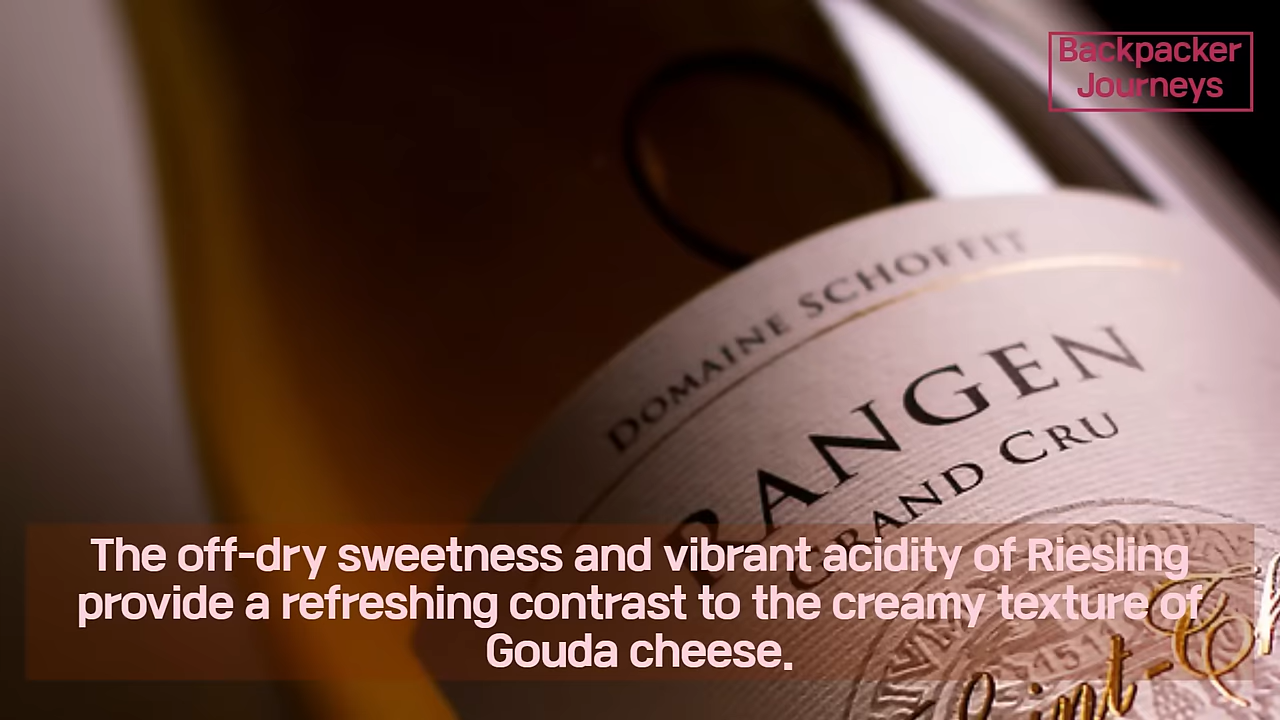 Backpacker
Journeys
DOMAINE SCHOFFIT
RANGEN
GRAND CRU
The off-dry sweetness and vibrant acidity of Riesling
provide a refreshing contrast to the creamy texture of
Gouda cheese.